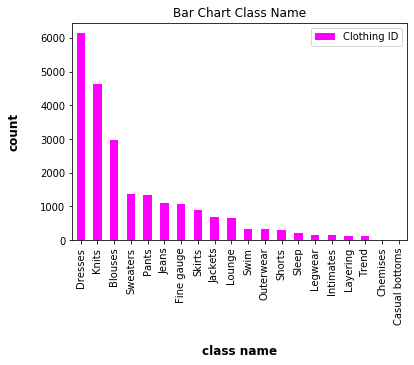 Bar Chart Class Name
Clothing ID
6000
5000
4000
3000
2000
1000
0
count
Dresses
Knits
Blouses
Sweaters
Pants
Jeans
Fine gauge
Skirts
Jackets
Lounge
Swim
Outerwear
Shorts
Sleep
Legwear
Intimates
Layering
Trend
Chemises
Casual bottoms
class name